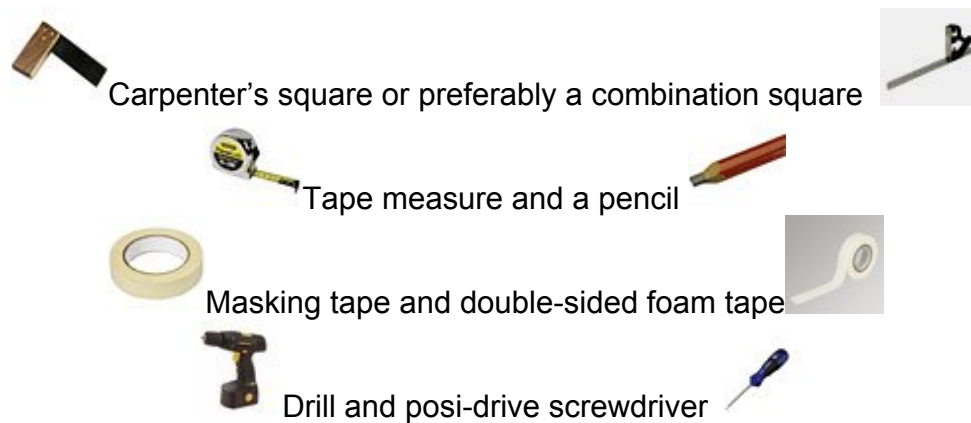 Carpenter’s square or preferably a combination square
Tape measure and a pencil
Masking tape and double-sided foam tape
Drill and posi-drive screwdriver